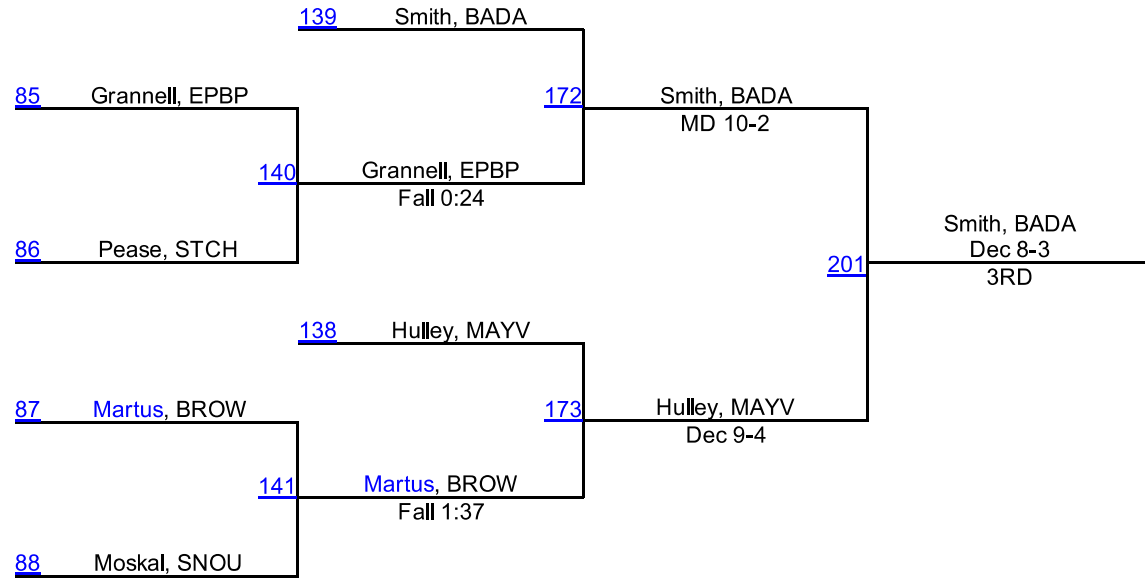 139 Smith, BADA
85 Grannell, EPBP
172 Smith, BADA
MD 10-2
140 Grannell, EPBP
Fall 0:24
86 Pease, STCH
201 Smith, BADA
Dec 8-3
3RD
138 Hulley, MAYV
87 Martus, BROW
173 Hulley, MAYV
Dec 9-4
141 Martus, BROW
Fall 1:37
88 Moskal, SNOU